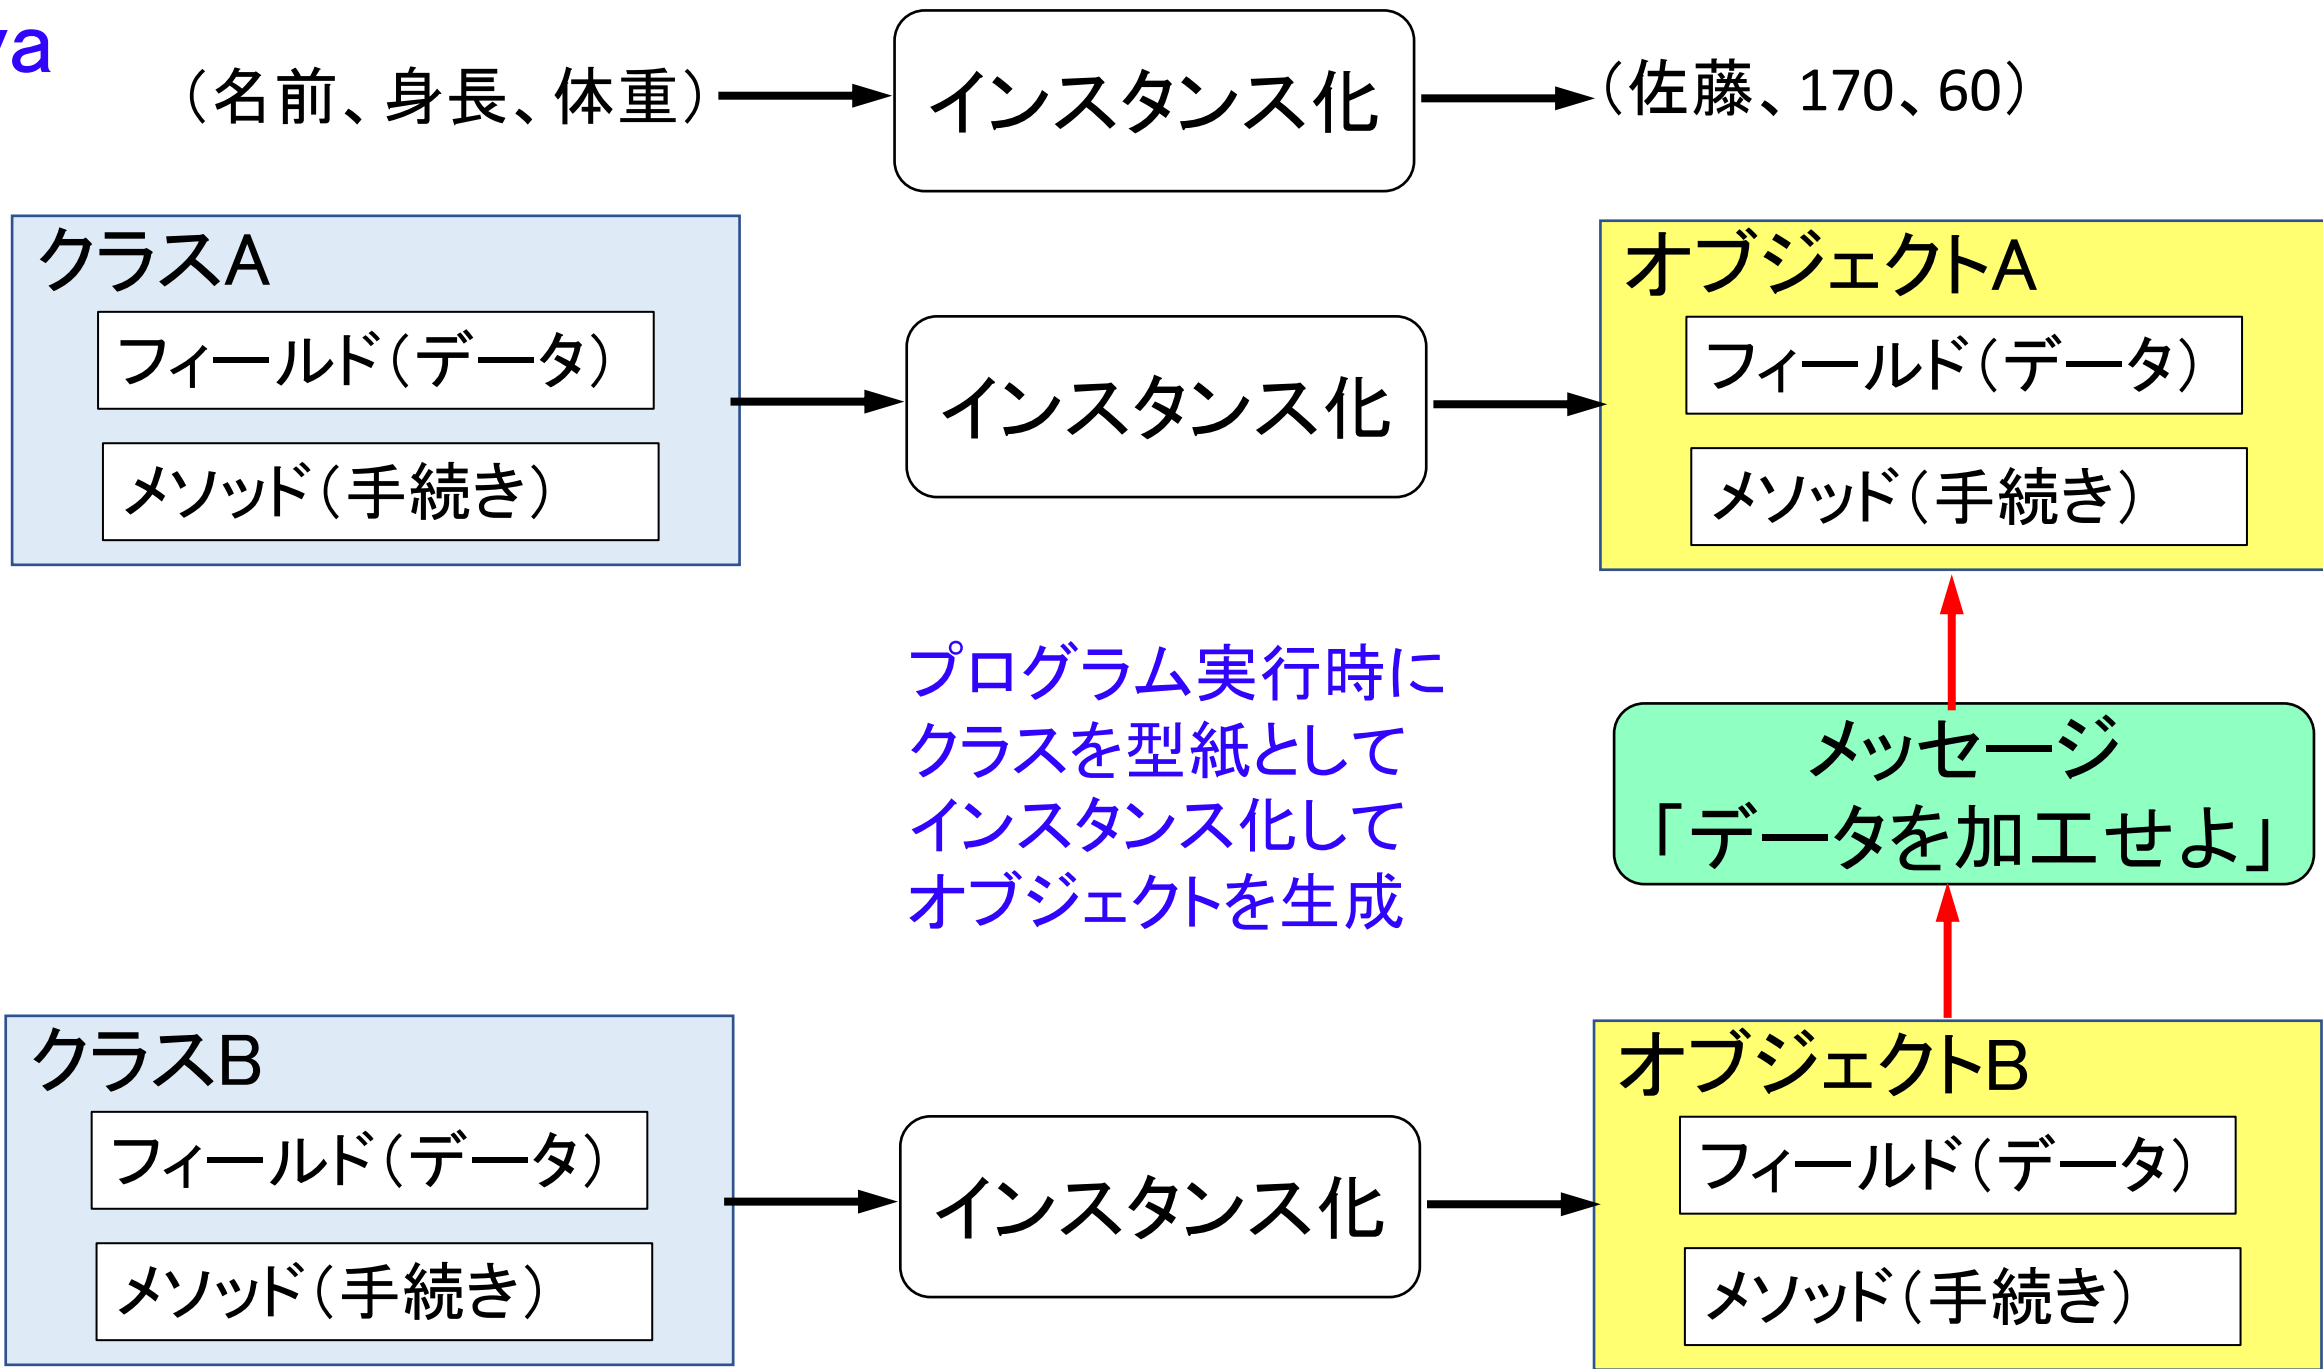 va
（名前、身長、体重）
インスタンス化
（佐藤、170、60）
クラスA
フィールド（データ）
メソッド（手続き）
インスタンス化
オブジェクトA
フィールド（データ）
メソッド（手続き）
プログラム実行時に
クラスを型紙として
インスタンス化して
オブジェクトを生成
メッセージ
「データを加工せよ」
クラスB
フィールド（データ）
メソッド（手続き）
インスタンス化
オブジェクトB
フィールド（データ）
メソッド（手続き）